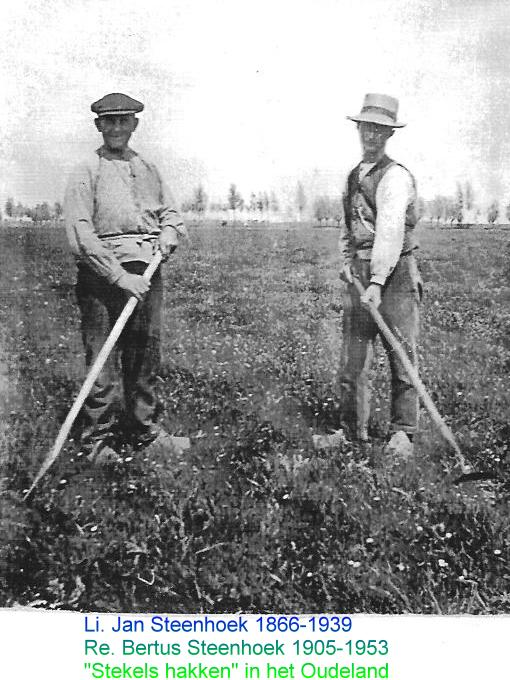 Li. Jan Steenhoek 1866-1939
Re. Bertus Steenhoek 1905-1953
"Stekels hakken" in het Oudeland